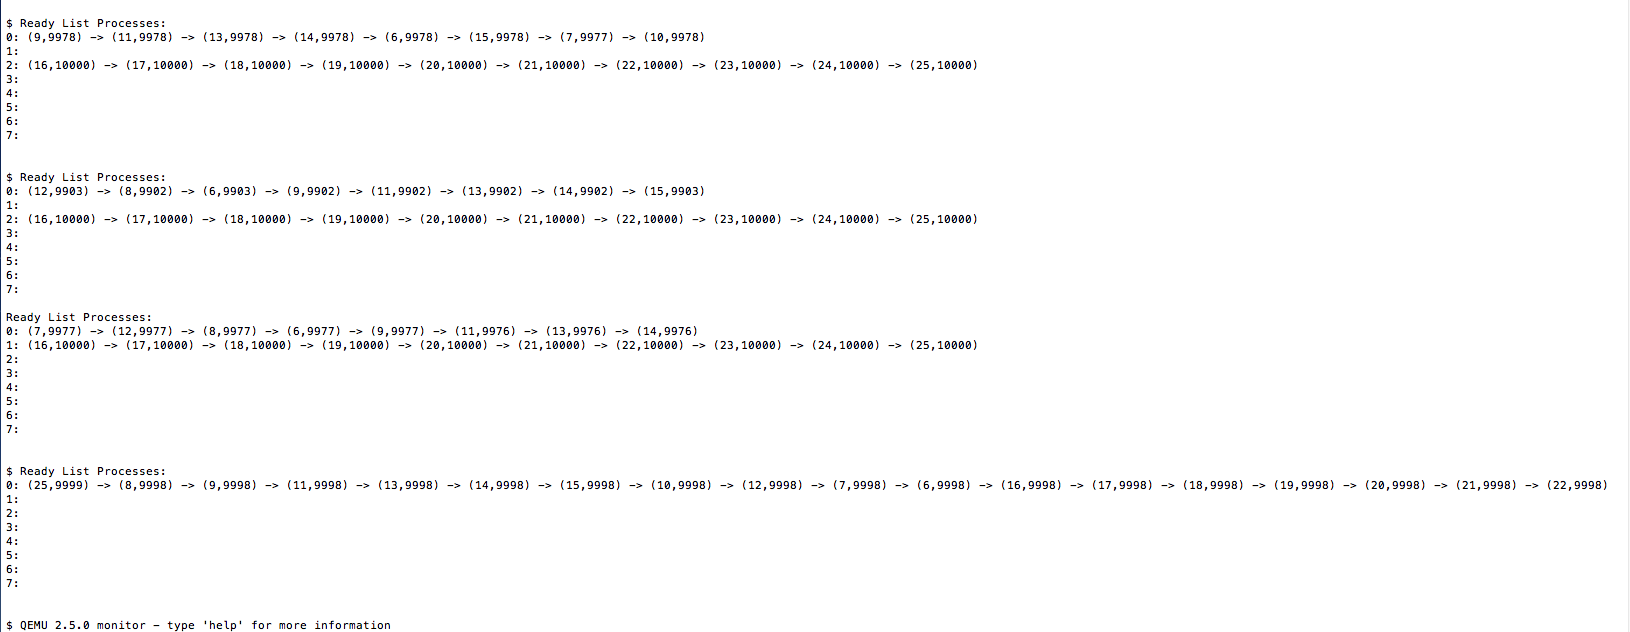 $ Ready List Processes:
0: (9,9978) -> (11,9978) -> (13,9978) -> (14,9978) -> (6,9978) -> (15,9978) -> (7,9977) -> (10,9978)
1:
2: (16,10000) -> (17,10000) -> (18,10000) -> (19,10000) -> (20,10000) -> (21,10000) -> (22,10000) -> (23,10000) -> (24,10000) -> (25,10000)
3:
4:
5:
6:
7:
$ Ready List Processes:
0: (12,9903) -> (8,9902) -> (6,9903) -> (9,9902) -> (11,9902) -> (13,9902) -> (14,9902) -> (15,9903)
1:
2: (16,10000) -> (17,10000) -> (18,10000) -> (19,10000) -> (20,10000) -> (21,10000) -> (22,10000) -> (23,10000) -> (24,10000) -> (25,10000)
3:
4:
5:
6:
7:
Ready List Processes:
0: (7,9977) -> (12,9977) -> (8,9977) -> (6,9977) -> (9,9977) -> (11,9976) -> (13,9976) -> (14,9976)
1: (16,10000) -> (17,10000) -> (18,10000) -> (19,10000) -> (20,10000) -> (21,10000) -> (22,10000) -> (23,10000) -> (24,10000) -> (25,10000)
2:
3:
4:
5:
6:
7:
$ Ready List Processes:
0: (25,9999) -> (8,9998) -> (9,9998) -> (11,9998) -> (13,9998) -> (14,9998) -> (15,9998) -> (10,9998) -> (12,9998) -> (7,9998) -> (6,9998) -> (16,9998) -> (17,9998) -> (18,9998) -> (19,9998) -> (20,9998) -> (21,9998) -> (22,9998)
1:
2:
3:
4:
5:
6:
7:
$ QEMU 2.5.0 monitor - type 'help' for more information